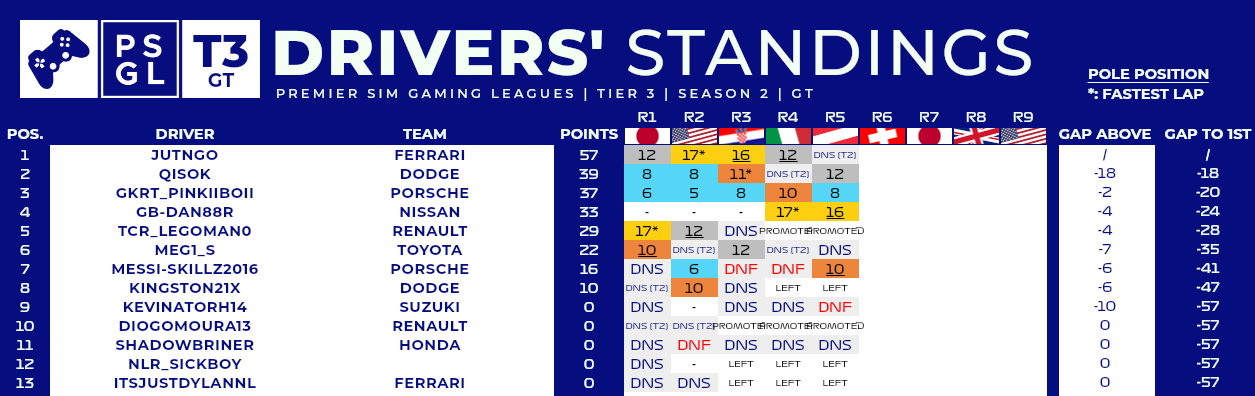 PS GL T3 GT DRIVERS' STANDINGS
PREMIER SIM GAMING LEAGUES | TIER 3 | SEASON 2 | GT
POLE POSITION
*: FASTEST LAP
R1 R2 R3 R4 R5 R6 R7 R8 R9
POS. DRIVER TEAM POINTS GAP ABOVE GAP TO 1ST
1 JUTNGO FERRARI 57 12 17* 16 12 DNS (T2) / /
2 QISOK DODGE 39 8 8 11* DNS (T2) 12 -18 -18
3 GKRT_PINKIIBOII PORSCHE 37 6 5 8 10 8 -2 -20
4 GB-DAN88R NISSAN 33 - - - 17* 16 -4 -24
5 TCR_LEGOMAN0 RENAULT 29 17* 12 DNS PROMOTED PROMOTED -4 -28
6 MEG1_S TOYOTA 22 10 DNS (T2) 12 DNS (T2) DNS -7 -35
7 MESSI-SKILLZ2016 PORSCHE 16 DNS 6 DNF DNF 10 -6 -41
8 KINGSTON21X DODGE 10 DNS (T2) 10 DNS LEFT LEFT -6 -47
9 KEVINATORH14 SUZUKI 0 DNS - DNS DNS DNF -10 -57
10 DIOGOMOURA13 RENAULT 0 DNS (T2) DNS (T2) PROMOTED PROMOTED PROMOTED 0 -57
11 SHADOWBRINER HONDA 0 DNS DNF DNS DNS DNS 0 -57
12 NLR_SICKBOY 0 DNS - LEFT LEFT LEFT 0 -57
13 ITSJUSTDYLANNL FERRARI 0 DNS DNS LEFT LEFT LEFT 0 -57